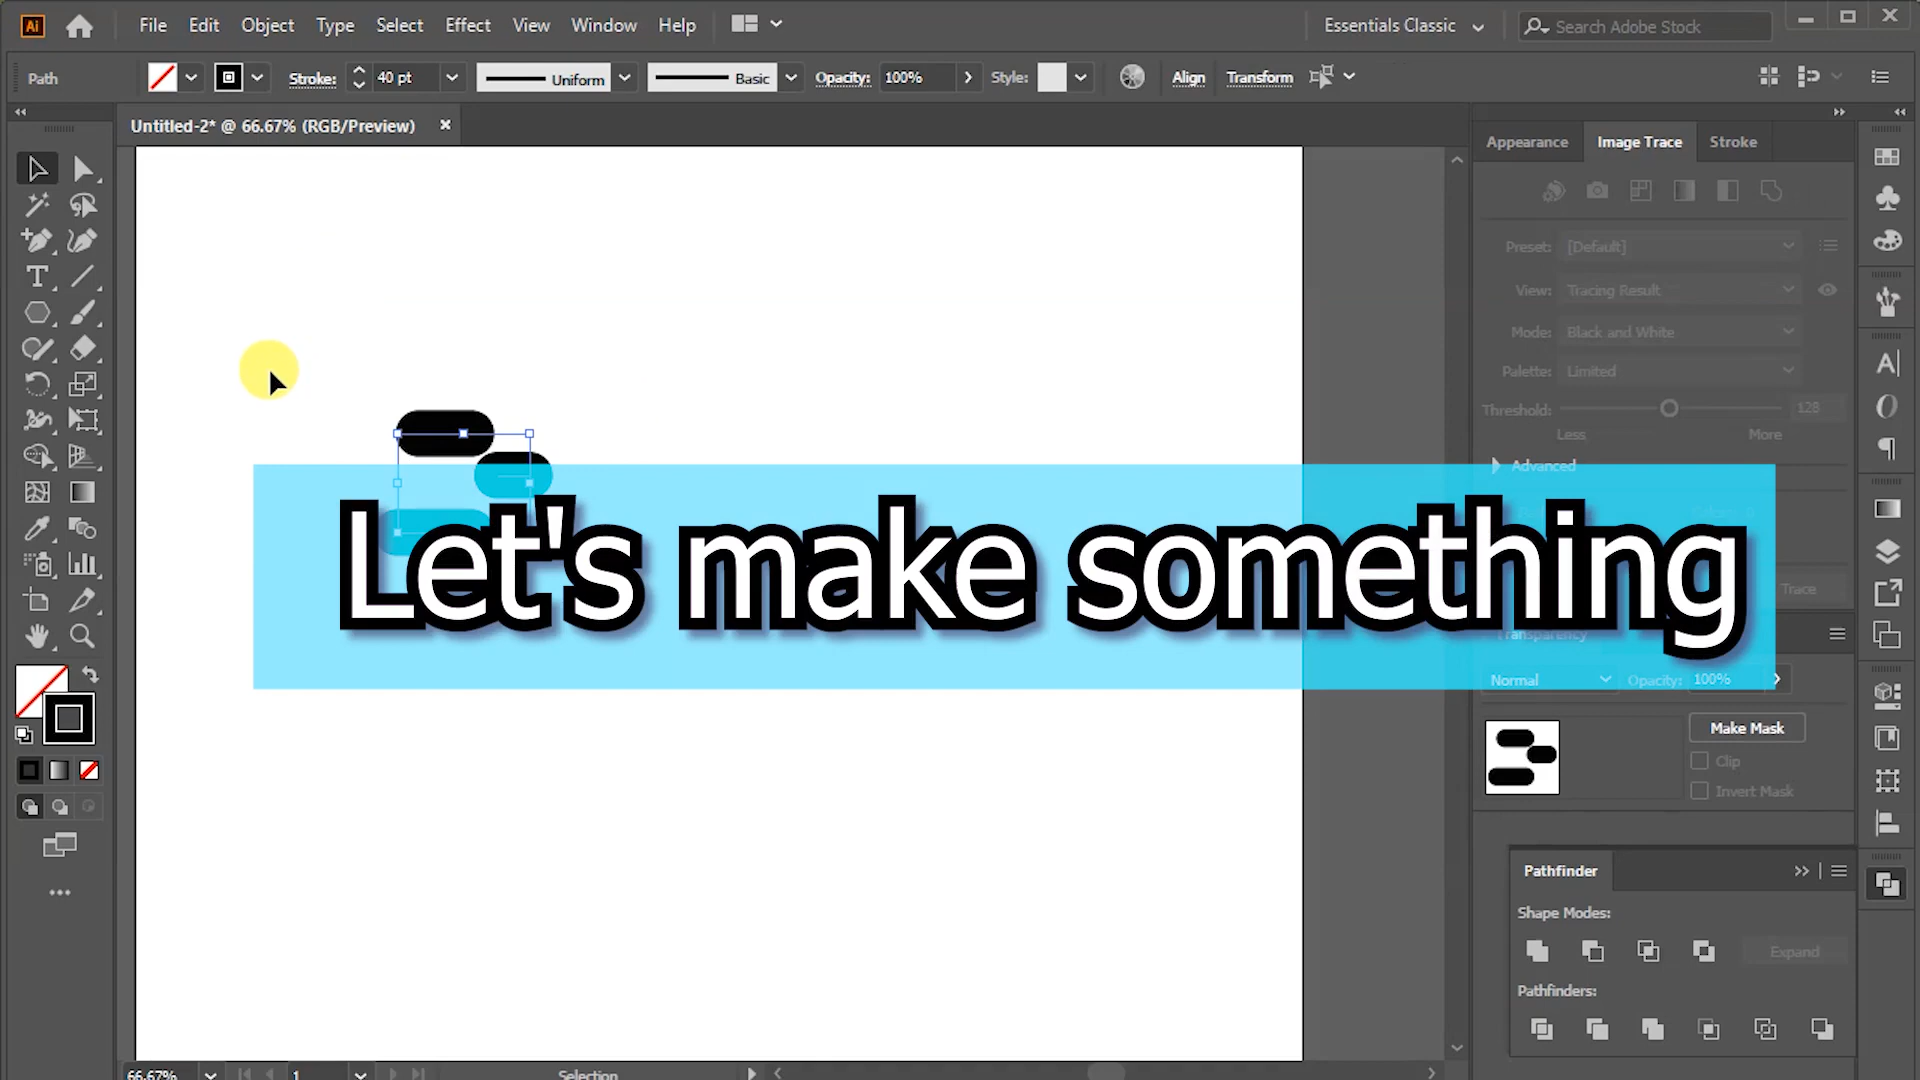 Ai File Edit Object Type Select Effect View Window Help Essentials Classic Search Adobe Stock
Path Stroke: 40 pt Uniform Basic Opacity: 100% Style: Align Transform
Untitled-2* @ 66.67% (RGB/Preview)
Appearance Image Trace Stroke
Preset: [Default]
View: Tracing Result
Mode: Black and White
Palette: Limited
Threshold: 128
Less More
Advanced
Let's make something
Trace
Transparency
Normal Opacity: 100%
Make Mask
Clip
Invert Mask
Pathfinder
Shape Modes:
Expand
Pathfinders:
66.67% 1 Selection